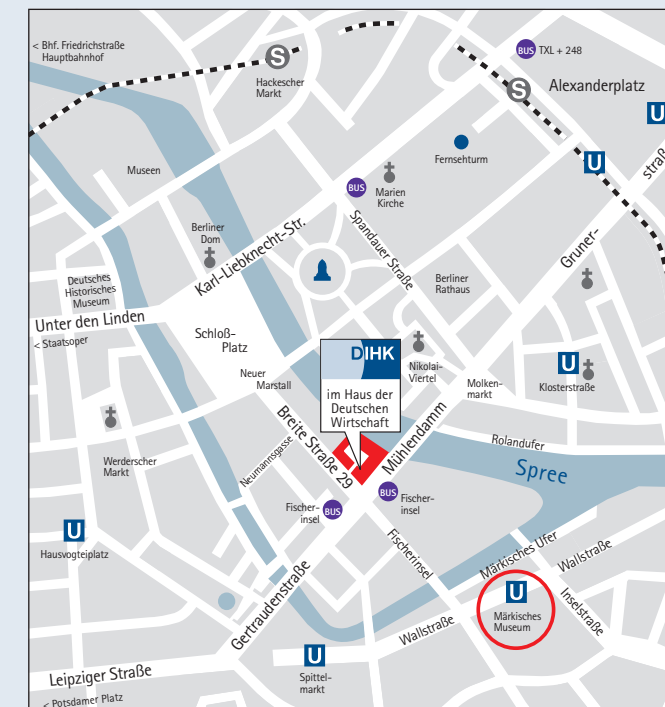 < Bhf. Friedrichstraße
Hauptbahnhof
S
Hackescher
Markt
BUS TXL + 248
S
Alexanderplatz
U
Fernsehturm
U
straß
Museen
BUS
Marien
Kirche
Berliner
Dom
Karl-Liebknecht-Str.
Spandauer Straße
Gruner-
Deutsches
Historisches
Museum
Berliner
Rathaus
Unter den Linden
< Staatsoper
Schloß-
Platz
DIHK
im Haus der
Deutschen
Wirtschaft
Nikolai-
Viertel
U
Klosterstraße
Neuer
Marstall
Molken-
markt
Breite Straße 29
Mühlendamm
Neumannsgasse
Rolandufer
Spree
Werderscher
Markt
BUS
Fischer-
insel
BUS
Fischer-
insel
U
Hausvogteiplatz
Fischerinsel
Märkisches Ufer
Wallstraße
Gertraudenstraße
U
Märkisches
Museum
Inselstraße
Wallstraße
U
Spittel-
markt
Leipziger Straße
< Potsdamer Platz